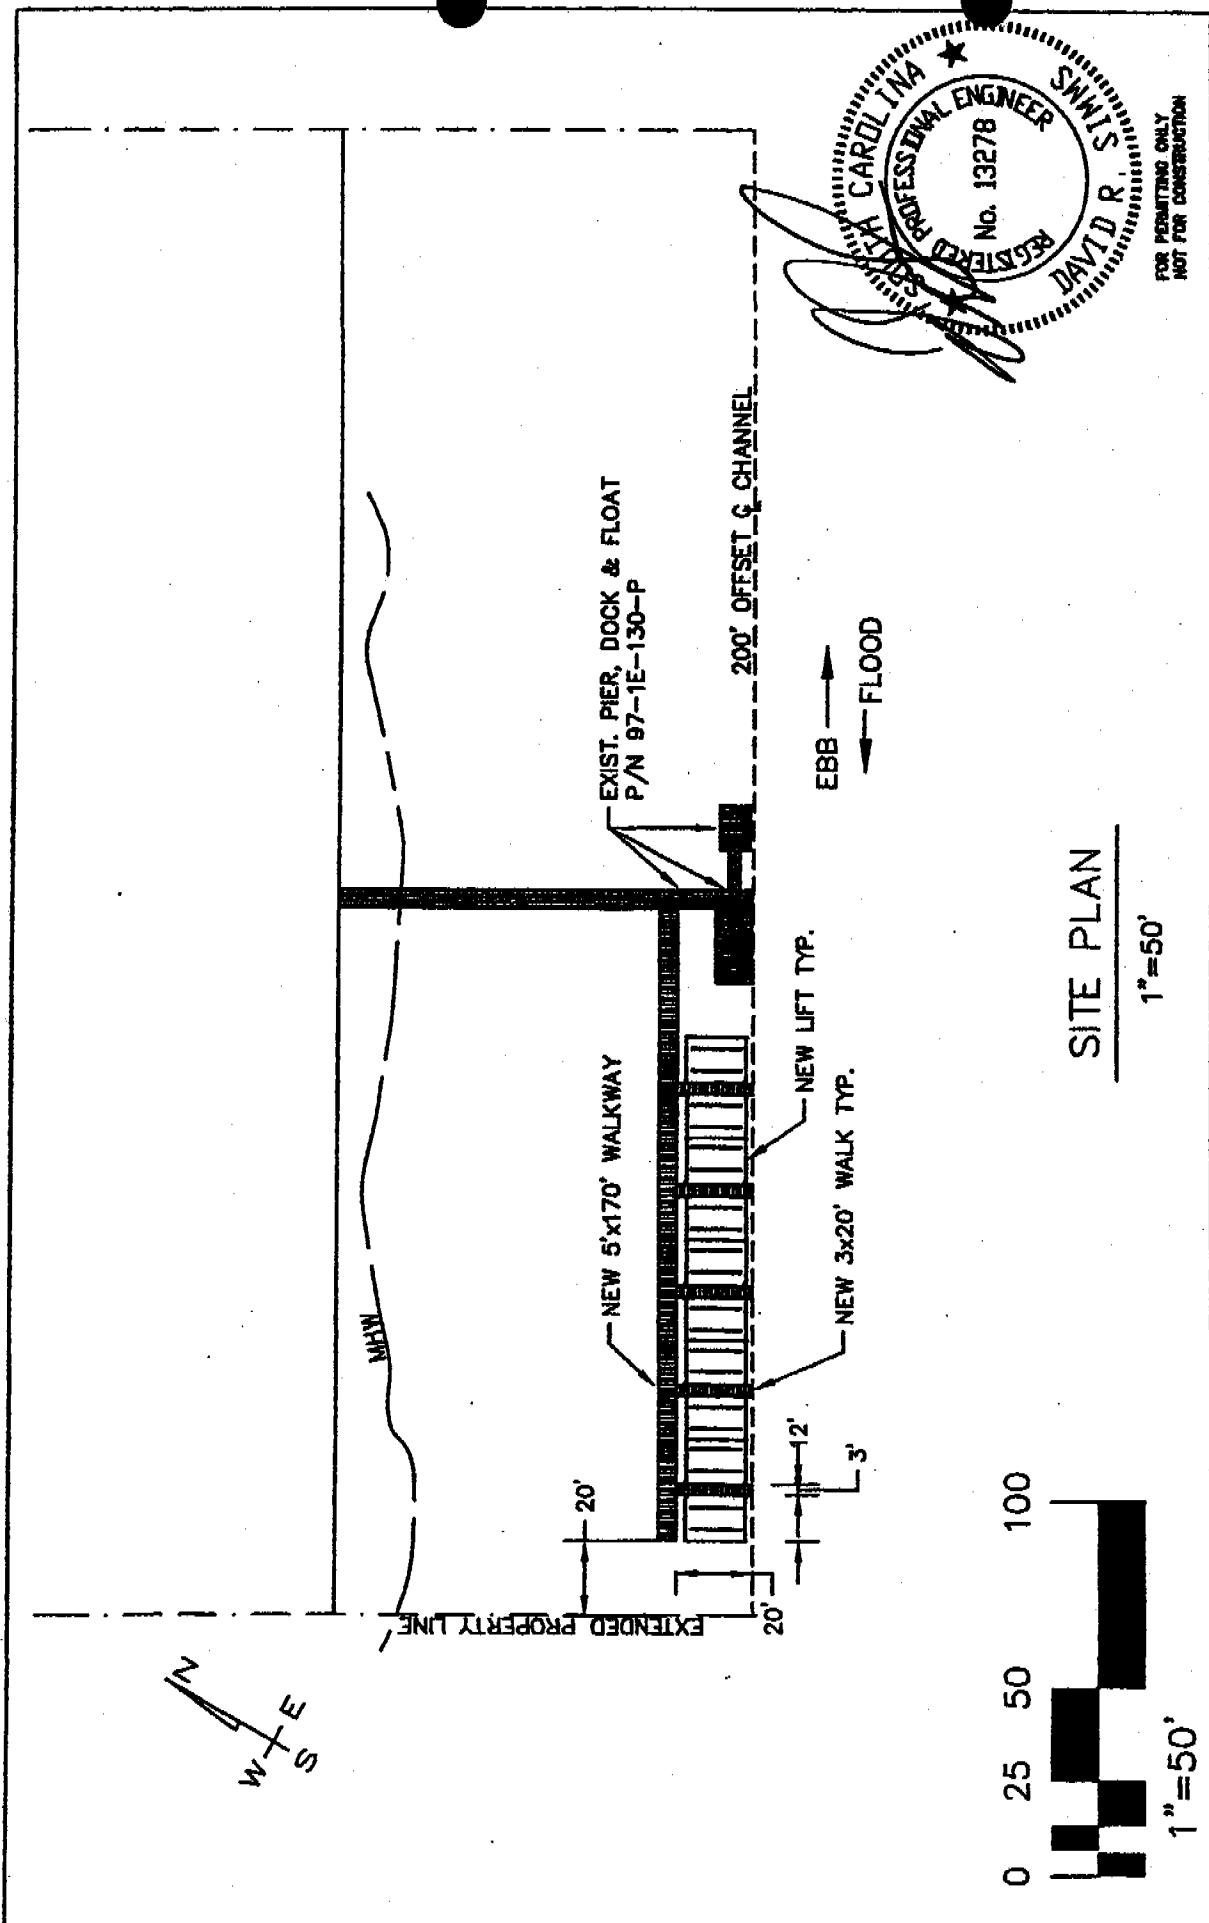 MHW
EXIST. PIER, DOCK & FLOAT
P/N 97-1E-130-P
200' OFFSET ℄ CHANNEL
EBB
FLOOD
NEW 5'x170' WALKWAY
NEW LIFT TYP.
NEW 3x20' WALK TYP.
20'
12'
3'
20'
EXTENDED PROPERTY LINE
N
W E
S
SITE PLAN
1"=50'
0 25 50 100
1"=50'
SOUTH CAROLINA
REGISTERED PROFESSIONAL ENGINEER
No. 13278
DAVID R. SWWIS
FOR PERMITTING ONLY
NOT FOR CONSTRUCTION